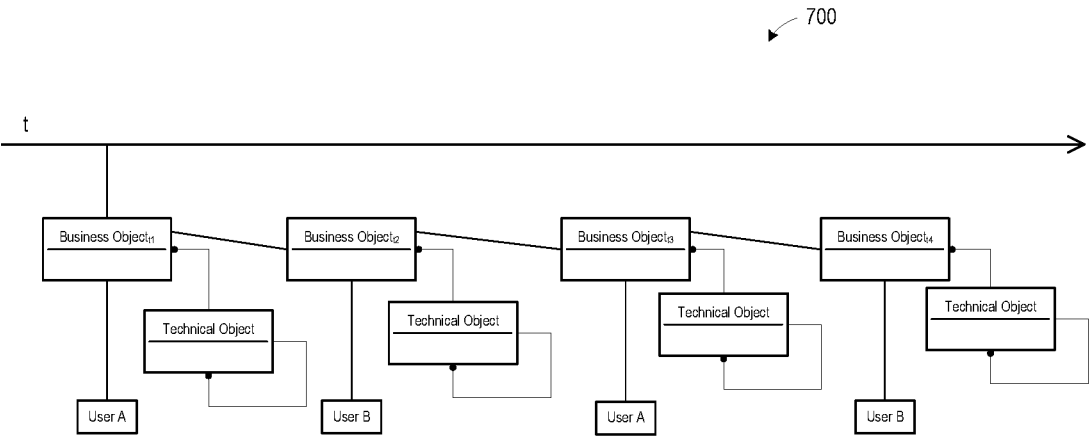 700
t
Business Objectt1
Business Objectt2
Business Objectt3
Business Objectt4
Technical Object
Technical Object
Technical Object
Technical Object
User A
User B
User A
User B